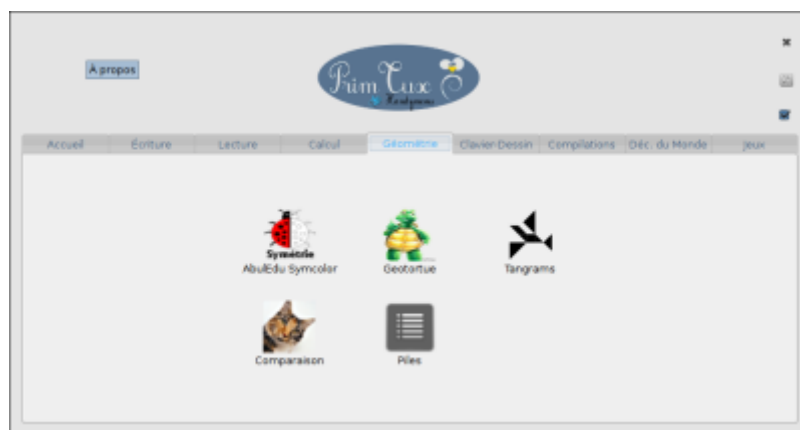 À propos
Prim Tux
Accueil Écriture Lecture Calcul Géométrie Clavier-Dessin Compilations Déc. du Monde Jeux
Symétrie
AbulEdu Symcolor Geotortue Tangrams
Comparaison Piles